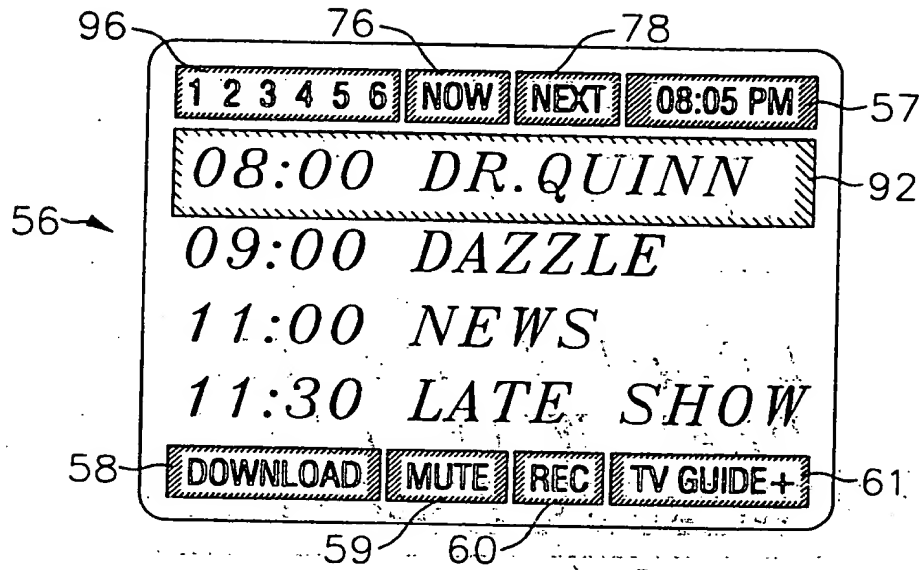 96 76 78
1 2 3 4 5 6 NOW NEXT 08:05 PM 57
08:00 DR.QUINN 92
56
09:00 DAZZLE
11:00 NEWS
11:30 LATE SHOW
58 DOWNLOAD MUTE REC TV GUIDE+ 61
59 60